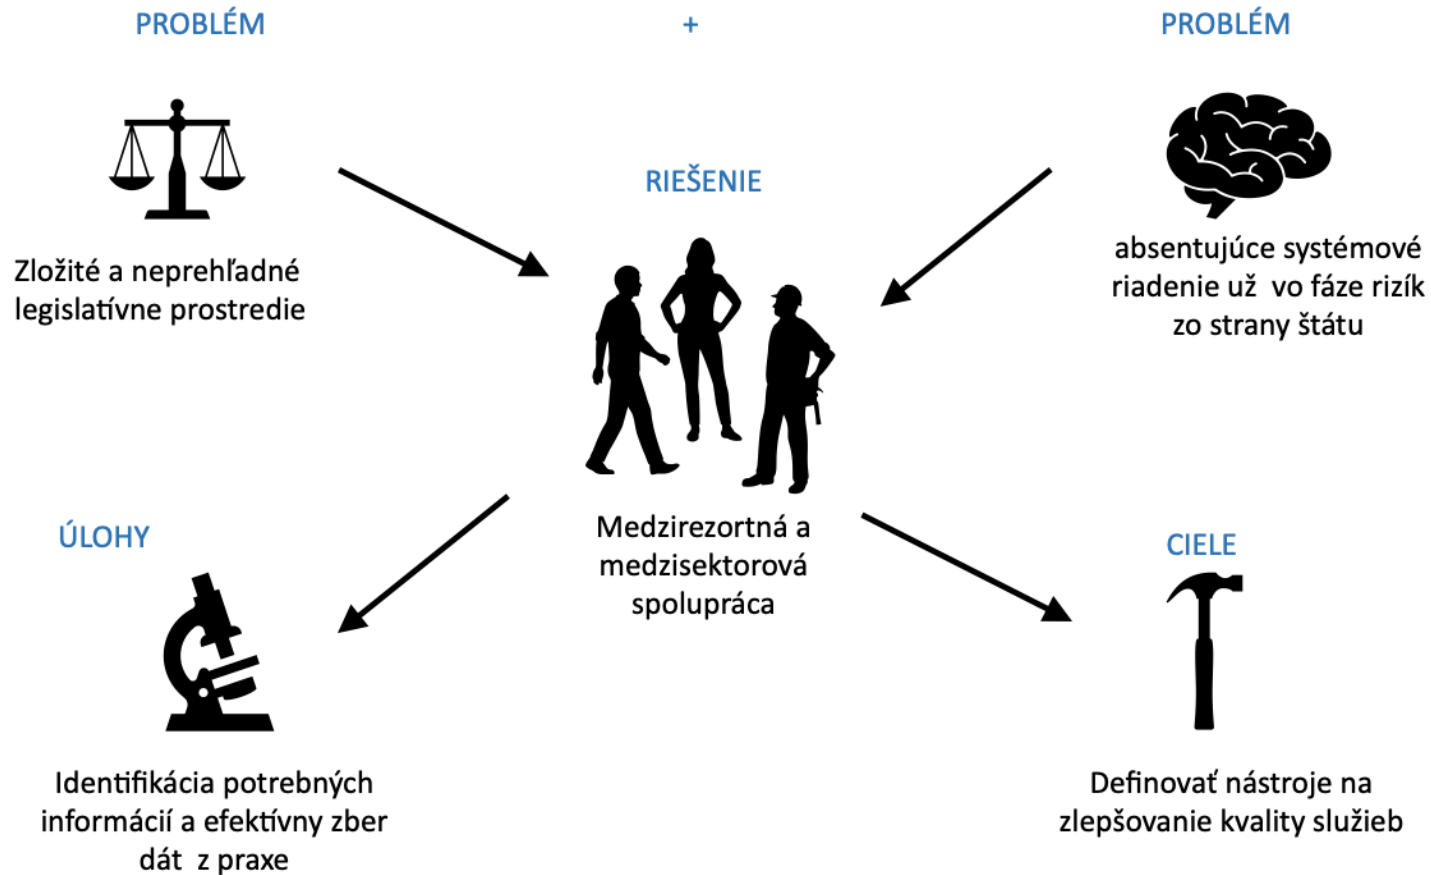 PROBLÉM
+
PROBLÉM
RIEŠENIE
Zložité a neprehľadné
legislatívne prostredie
absentujúce systémové
riadenie už  vo fáze rizík
zo strany štátu
Medzirezortná a
medzisektorová
spolupráca
ÚLOHY
Identifikácia potrebných
informácií a efektívny zber
dát  z praxe
CIELE
Definovať nástroje na
zlepšovanie kvality služieb